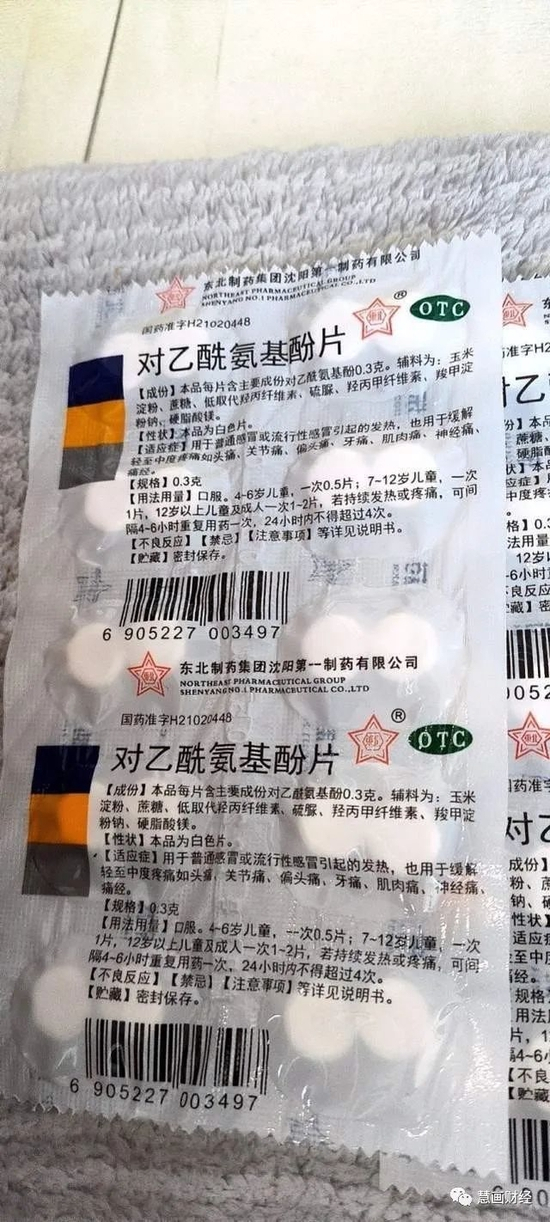 东北制药集团沈阳第一制药有限公司
NORTHEAST PHARMACEUTICAL GROUP
SHENYANG NO.1 PHARMACEUTICAL CO.,LTD
国药准字H21020448
®
OTC
对乙酰氨基酚片
【成份】本品每片含主要成份对乙酰氨基酚0.3克。辅料为：玉米
淀粉、蔗糖、低取代羟丙纤维素、硫脲、羟丙甲纤维素、羧甲淀
粉钠、硬脂酸镁。
【性状】本品为白色片。
【适应症】用于普通感冒或流行性感冒引起的发热，也用于缓解
轻至中度疼痛如头痛、关节痛、偏头痛、牙痛、肌肉痛、神经痛、
痛经。
【规格】0.3克
【用法用量】口服。4-6岁儿童，一次0.5片；7-12岁儿童，一次
1片，12岁以上儿童及成人一次1-2片，若持续发热或疼痛，可间
隔4-6小时重复用药一次，24小时内不得超过4次。
【不良反应】【禁忌】【注意事项】等详见说明书。
【贮藏】密封保存。
6 905227 003497
东北制药集团沈阳第一制药有限公司
NORTHEAST PHARMACEUTICAL GROUP
SHENYANG NO.1 PHARMACEUTICAL CO.,LTD
国药准字H21020448
®
OTC
对乙酰氨基酚片
【成份】本品每片含主要成份对乙酰氨基酚0.3克。辅料为：玉米
淀粉、蔗糖、低取代羟丙纤维素、硫脲、羟丙甲纤维素、羧甲淀
粉钠、硬脂酸镁。
【性状】本品为白色片。
【适应症】用于普通感冒或流行性感冒引起的发热，也用于缓解
轻至中度疼痛如头痛、关节痛、偏头痛、牙痛、肌肉痛、神经痛、
痛经。
【规格】0.3克
【用法用量】口服。4-6岁儿童，一次0.5片；7-12岁儿童，一次
1片，12岁以上儿童及成人一次1-2片，若持续发热或疼痛，可间
隔4-6小时重复用药一次，24小时内不得超过4次。
【不良反应】【禁忌】【注意事项】等详见说明书。
【贮藏】密封保存。
6 905227 003497
慧画财经